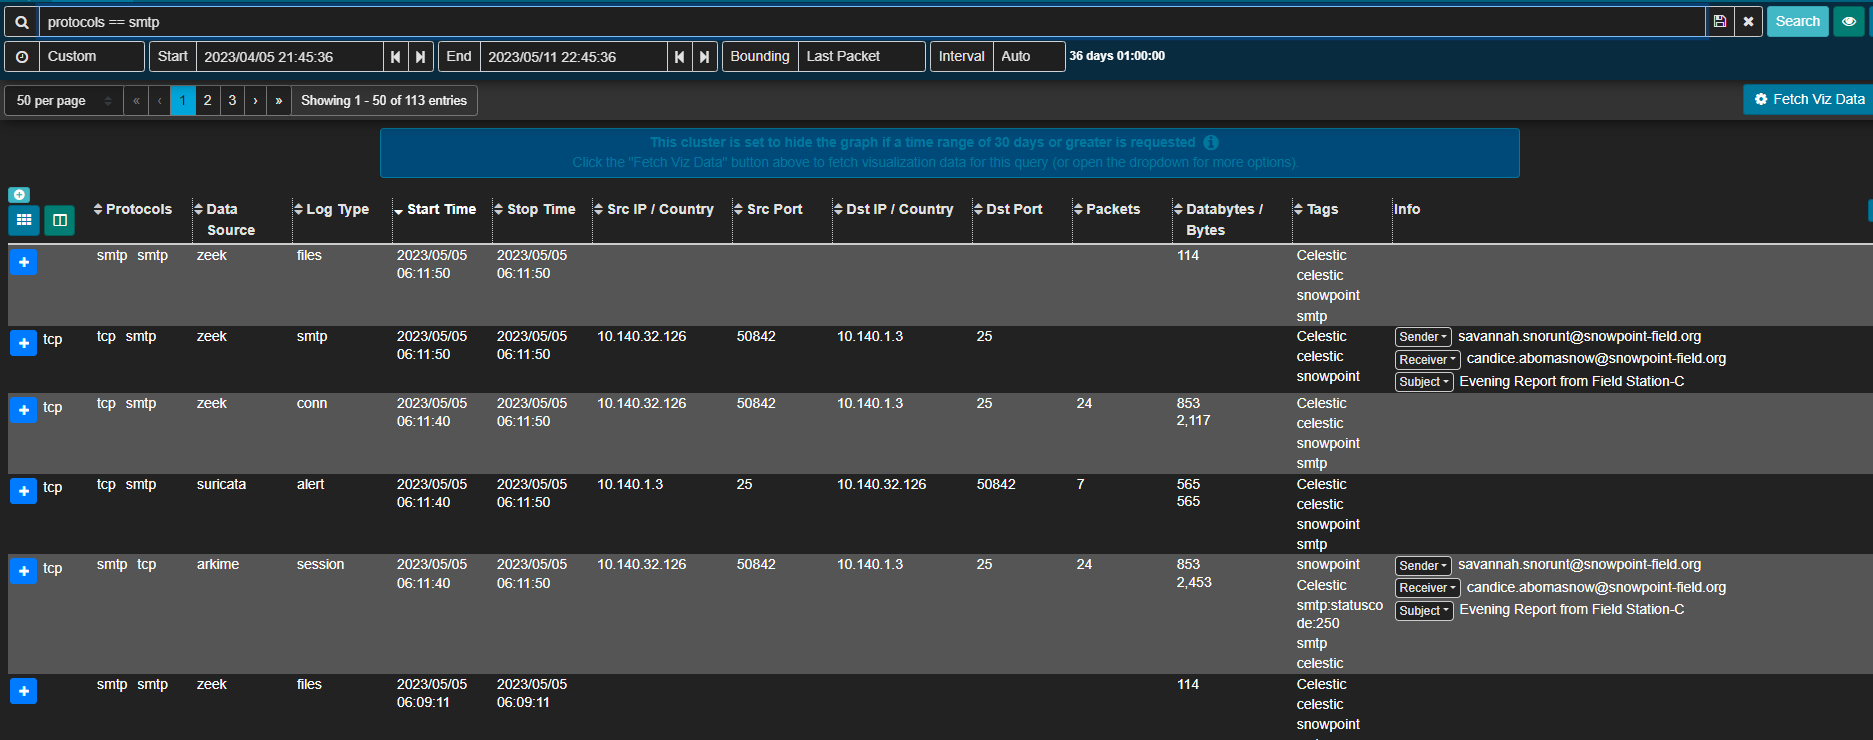 protocols == smtp Search
Custom Start 2023/04/05 21:45:36 End 2023/05/11 22:45:36 Bounding Last Packet Interval Auto 36 days 01:00:00
50 per page « ‹ 1 2 3 › » Showing 1 - 50 of 113 entries Fetch Viz Data
This cluster is set to hide the graph if a time range of 30 days or greater is requested
Click the "Fetch Viz Data" button above to fetch visualization data for this query (or open the dropdown for more options).
Protocols Data Log Type Start Time Stop Time Src IP / Country Src Port Dst IP / Country Dst Port Packets Databytes / Tags Info
Source Bytes
smtp smtp zeek files 2023/05/05 2023/05/05 114 Celestic
06:11:50 06:11:50 celestic
snowpoint
smtp
tcp tcp smtp zeek smtp 2023/05/05 2023/05/05 10.140.32.126 50842 10.140.1.3 25 Celestic Sender savannah.snorunt@snowpoint-field.org
06:11:50 06:11:50 celestic Receiver candice.abomasnow@snowpoint-field.org
snowpoint Subject Evening Report from Field Station-C
tcp tcp smtp zeek conn 2023/05/05 2023/05/05 10.140.32.126 50842 10.140.1.3 25 24 853 Celestic
06:11:40 06:11:50 2,117 celestic
snowpoint
smtp
tcp tcp smtp suricata alert 2023/05/05 2023/05/05 10.140.1.3 25 10.140.32.126 50842 7 565 Celestic
06:11:40 06:11:50 565 celestic
snowpoint
smtp
tcp smtp tcp arkime session 2023/05/05 2023/05/05 10.140.32.126 50842 10.140.1.3 25 24 853 snowpoint Sender savannah.snorunt@snowpoint-field.org
06:11:40 06:11:50 2,453 Celestic Receiver candice.abomasnow@snowpoint-field.org
smtp:statusco Subject Evening Report from Field Station-C
de:250
smtp
celestic
smtp smtp zeek files 2023/05/05 2023/05/05 114 Celestic
06:09:11 06:09:11 celestic
snowpoint